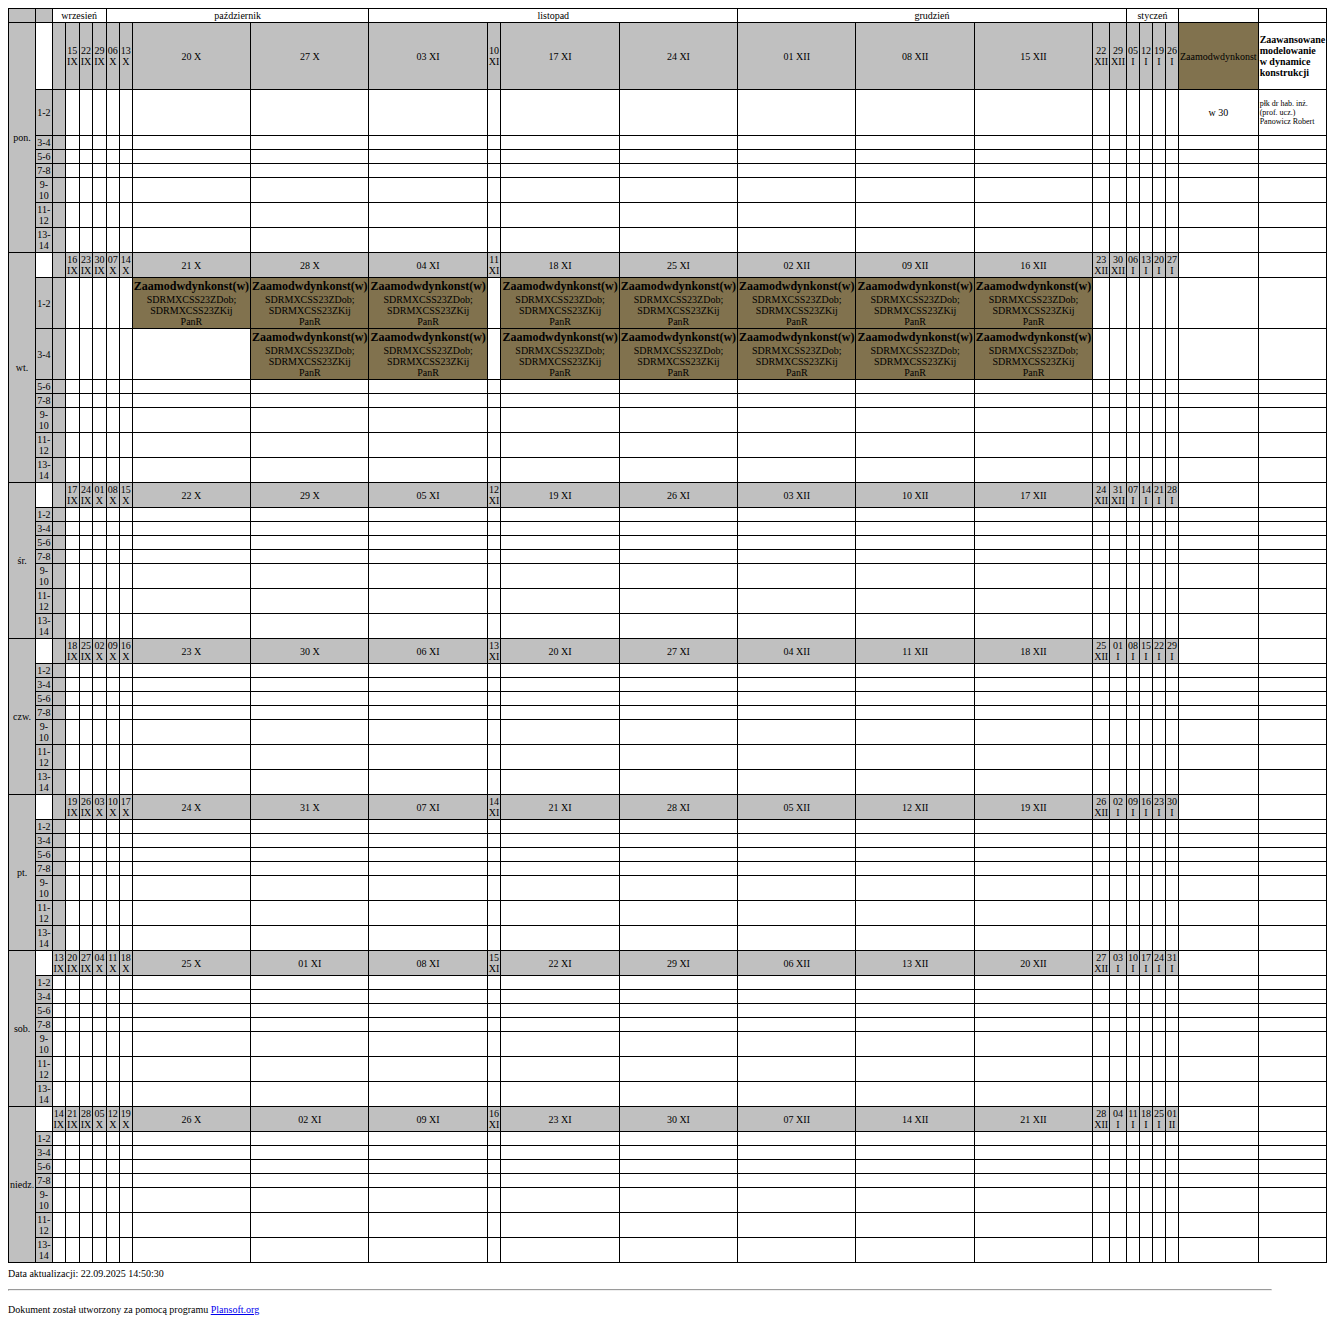 wrzesień październik listopad grudzień styczeń
pon. 15 IX 22 IX 29 IX 06 X 13 X 20 X 27 X 03 XI 10 XI 17 XI 24 XI 01 XII 08 XII 15 XII 22 XII 29 XII 05 I 12 I 19 I 26 I Zaamodwdynkonst Zaawansowane modelowanie w dynamice konstrukcji
1-2 w 30 płk dr hab. inż. (prof. ucz.) Panowicz Robert
3-4
5-6
7-8
9-10
11-12
13-14
wt. 16 IX 23 IX 30 IX 07 X 14 X 21 X 28 X 04 XI 11 XI 18 XI 25 XI 02 XII 09 XII 16 XII 23 XII 30 XII 06 I 13 I 20 I 27 I
1-2 Zaamodwdynkonst(w) Zaamodwdynkonst(w) Zaamodwdynkonst(w) Zaamodwdynkonst(w) Zaamodwdynkonst(w) Zaamodwdynkonst(w) Zaamodwdynkonst(w) Zaamodwdynkonst(w)
SDRMXCSS23ZDob; SDRMXCSS23ZDob; SDRMXCSS23ZDob; SDRMXCSS23ZDob; SDRMXCSS23ZDob; SDRMXCSS23ZDob; SDRMXCSS23ZDob; SDRMXCSS23ZDob;
SDRMXCSS23ZKij SDRMXCSS23ZKij SDRMXCSS23ZKij SDRMXCSS23ZKij SDRMXCSS23ZKij SDRMXCSS23ZKij SDRMXCSS23ZKij SDRMXCSS23ZKij
PanR PanR PanR PanR PanR PanR PanR PanR
3-4 Zaamodwdynkonst(w) Zaamodwdynkonst(w) Zaamodwdynkonst(w) Zaamodwdynkonst(w) Zaamodwdynkonst(w) Zaamodwdynkonst(w) Zaamodwdynkonst(w)
SDRMXCSS23ZDob; SDRMXCSS23ZDob; SDRMXCSS23ZDob; SDRMXCSS23ZDob; SDRMXCSS23ZDob; SDRMXCSS23ZDob; SDRMXCSS23ZDob;
SDRMXCSS23ZKij SDRMXCSS23ZKij SDRMXCSS23ZKij SDRMXCSS23ZKij SDRMXCSS23ZKij SDRMXCSS23ZKij SDRMXCSS23ZKij
PanR PanR PanR PanR PanR PanR PanR
5-6
7-8
9-10
11-12
13-14
śr. 17 IX 24 IX 01 X 08 X 15 X 22 X 29 X 05 XI 12 XI 19 XI 26 XI 03 XII 10 XII 17 XII 24 XII 31 XII 07 I 14 I 21 I 28 I
1-2
3-4
5-6
7-8
9-10
11-12
13-14
czw. 18 IX 25 IX 02 X 09 X 16 X 23 X 30 X 06 XI 13 XI 20 XI 27 XI 04 XII 11 XII 18 XII 25 XII 01 I 08 I 15 I 22 I 29 I
1-2
3-4
5-6
7-8
9-10
11-12
13-14
pt. 19 IX 26 IX 03 X 10 X 17 X 24 X 31 X 07 XI 14 XI 21 XI 28 XI 05 XII 12 XII 19 XII 26 XII 02 I 09 I 16 I 23 I 30 I
1-2
3-4
5-6
7-8
9-10
11-12
13-14
sob. 13 IX 20 IX 27 IX 04 X 11 X 18 X 25 X 01 XI 08 XI 15 XI 22 XI 29 XI 06 XII 13 XII 20 XII 27 XII 03 I 10 I 17 I 24 I 31 I
1-2
3-4
5-6
7-8
9-10
11-12
13-14
niedz. 14 IX 21 IX 28 IX 05 X 12 X 19 X 26 X 02 XI 09 XI 16 XI 23 XI 30 XI 07 XII 14 XII 21 XII 28 XII 04 I 11 I 18 I 25 I 01 II
1-2
3-4
5-6
7-8
9-10
11-12
13-14
Data aktualizacji: 22.09.2025 14:50:30
Dokument został utworzony za pomocą programu Plansoft.org